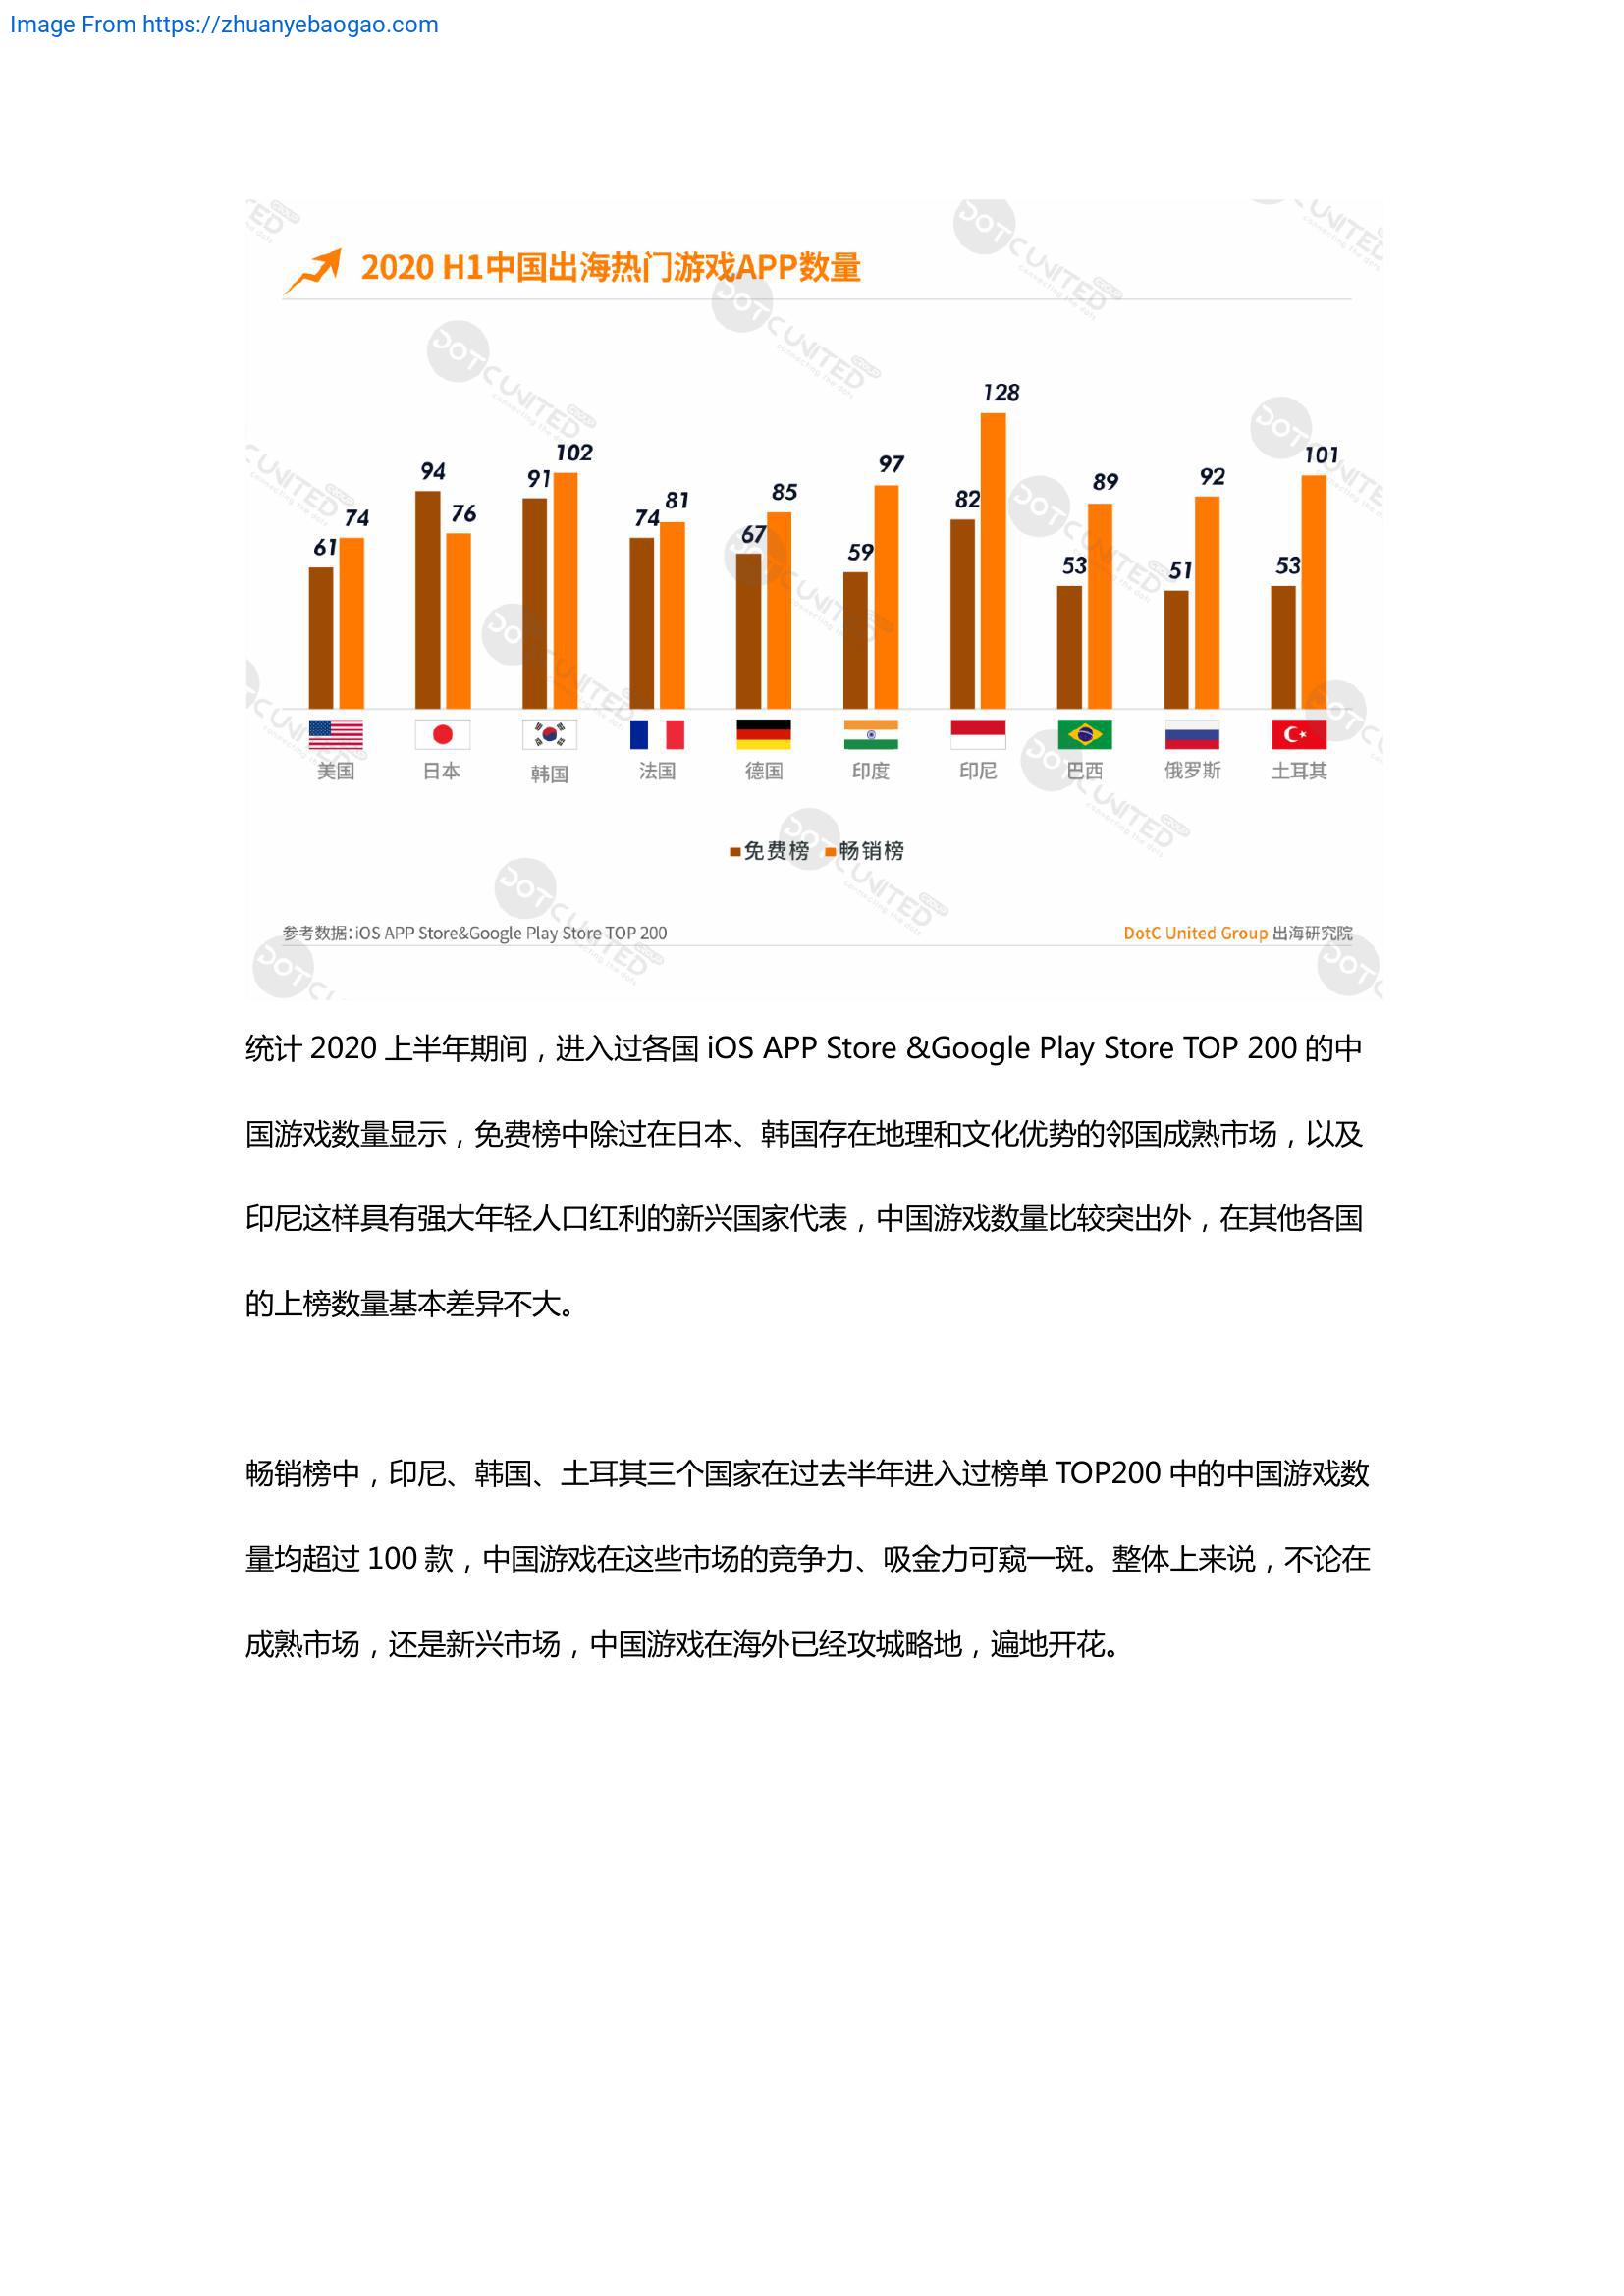 Image From https://zhuanyebaogao.com
2020 H1中国出海热门游戏APP数量
61 74 94 76 91 102 74 81 67 85 59 97 82 128 53 89 51 92 53 101
美国 日本 韩国 法国 德国 印度 印尼 巴西 俄罗斯 土耳其
免费榜 畅销榜
参考数据:iOS APP Store&Google Play Store TOP 200
DotC United Group 出海研究院
统计 2020 上半年期间，进入过各国 iOS APP Store &Google Play Store TOP 200 的中
国游戏数量显示，免费榜中除过在日本、韩国存在地理和文化优势的邻国成熟市场，以及
印尼这样具有强大年轻人口红利的新兴国家代表，中国游戏数量比较突出外，在其他各国
的上榜数量基本差异不大。
畅销榜中，印尼、韩国、土耳其三个国家在过去半年进入过榜单 TOP200 中的中国游戏数
量均超过 100 款，中国游戏在这些市场的竞争力、吸金力可窥一斑。整体上来说，不论在
成熟市场，还是新兴市场，中国游戏在海外已经攻城略地，遍地开花。